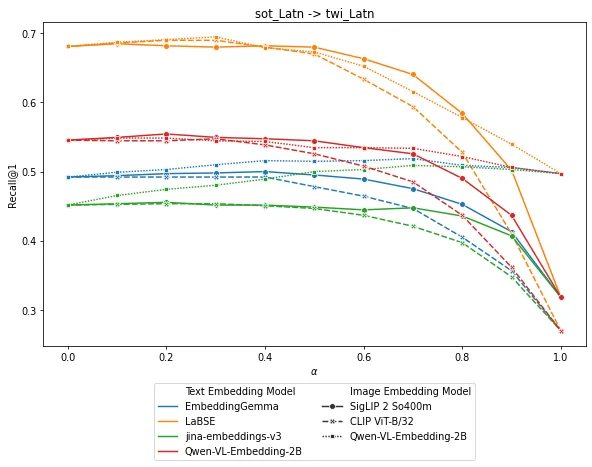 sot_Latn -> twi_Latn
Recall@1
0.7
0.6
0.5
0.4
0.3
0.0 0.2 0.4 0.6 0.8 1.0
α
Text Embedding Model
EmbeddingGemma
LaBSE
jina-embeddings-v3
Qwen-VL-Embedding-2B
Image Embedding Model
SigLIP 2 So400m
CLIP ViT-B/32
Qwen-VL-Embedding-2B